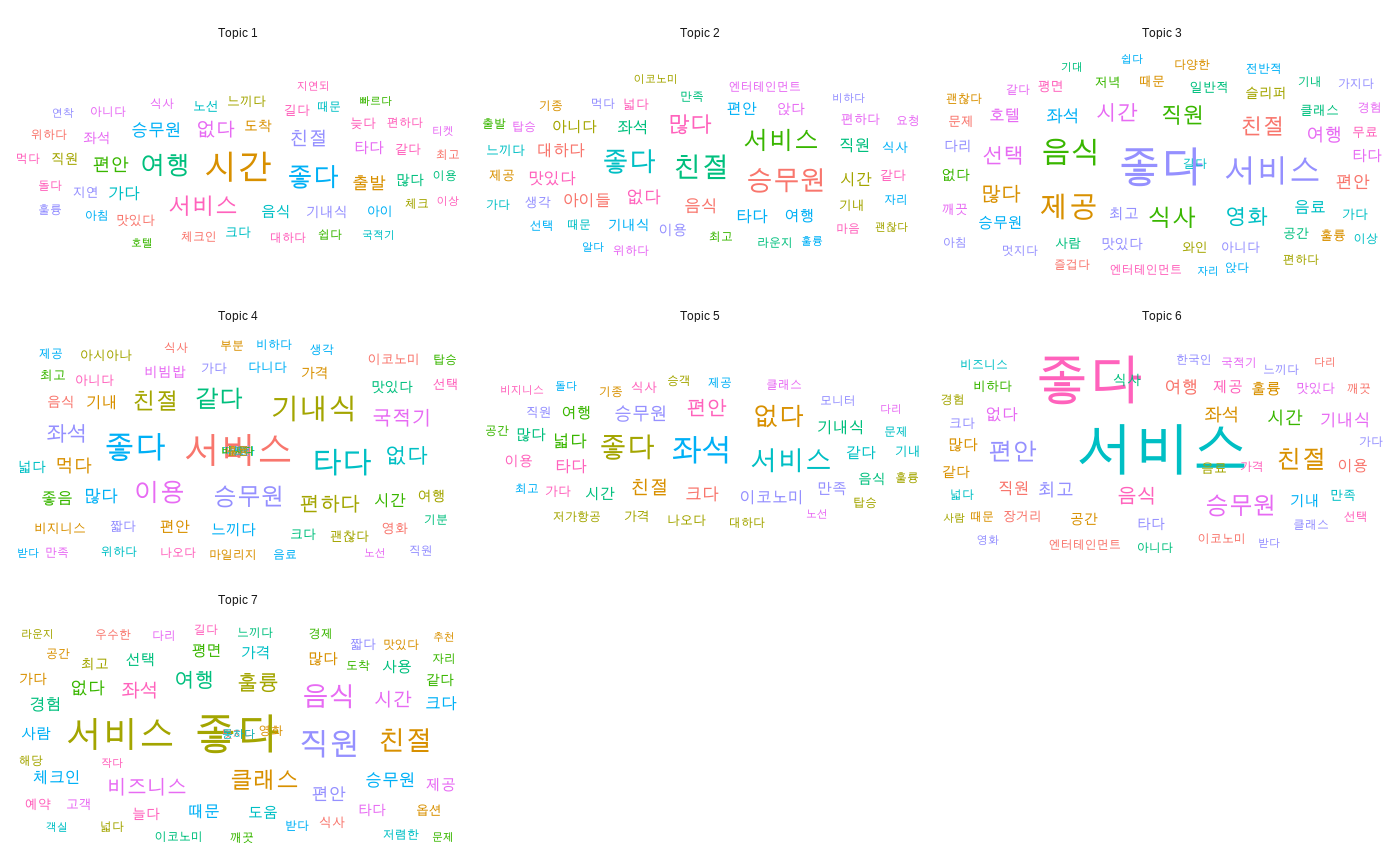 Topic 1
지연되
연착 아니다 식사 노선 느끼다 길다 때문 빠르다
위하다 좌석 승무원 없다 도착 친절 늦다 편하다 티켓
먹다 직원 편안 여행 시간 좋다 타다 같다 최고
돌다 지연 가다 서비스 출발 많다 이용
훌륭 아침 맛있다 음식 기내식 아이 체크 이상
호텔 체크인 크다 대하다 쉽다 국적기
Topic 2
이코노미 엔터테인먼트
기종 먹다 넓다 만족 편안 앉다 비하다
출발 탑승 아니다 좌석 많다 서비스 편하다 요청
느끼다 대하다 좋다 친절 승무원 직원 식사
제공 맛있다 시간 같다
가다 생각 아이들 없다 음식 타다 여행 기내 자리
선택 때문 기내식 이용 최고 라운지 훌륭 마음 괜찮다
알다 위하다
Topic 3
기대 쉽다 다양한 전반적
같다 평면 저녁 때문 일반적 슬리퍼 기내 가지다
괜찮다 호텔 좌석 시간 직원 클래스 경험
문제 친절 여행 무료
다리 선택 음식 좋다 길다 서비스 타다
없다 많다 제공 편안
깨끗 승무원 최고 식사 영화 음료 가다
아침 멋지다 사람 맛있다 와인 아니다 공간 훌륭 이상
즐겁다 엔터테인먼트 자리 앉다 편하다
Topic 4
제공 아시아나 식사 부분 비하다 생각 이코노미 탑승
최고 아니다 비빔밥 가다 다니다 가격 맛있다 선택
음식 기내 친절 같다 기내식 국적기
좌석 좋다 서비스 타다 없다
넓다 먹다
좋음 많다 이용 승무원 편하다 시간 여행
비지니스 짧다 편안 느끼다 크다 괜찮다 영화 기분
받다 만족 위하다 나오다 마일리지 음료 노선 직원
Topic 5
비지니스 돌다 기종 식사 승객 제공 클래스
직원 여행 승무원 편안 없다 모니터 다리
공간 많다 넓다 좋다 좌석 서비스 기내식 문제
이용 타다 같다 기내
최고 가다 시간 친절 크다 이코노미 만족 음식 훌륭
저가항공 가격 나오다 대하다 노선 탑승
Topic 6
비즈니스 좋다 한국인 국적기 느끼다 다리
경험 비하다 식사 여행 제공 훌륭 맛있다 깨끗
크다 없다 좌석 시간 기내식
많다 편안 서비스 친절 가다
같다 음료 가격 이용
넓다 직원 최고 음식 승무원 기내 만족
사람 때문 장거리 공간 타다 클래스 선택
영화 엔터테인먼트 아니다 이코노미 받다
Topic 7
라운지 우수한 다리 길다 느끼다 경제 짧다 맛있다 추천
공간 최고 선택 평면 가격 많다 도착 사용 자리
가다 없다 좌석 여행 훌륭 음식 시간 같다
경험 크다
사람 서비스 좋다 영화 직원 친절
해당 작다
체크인 비즈니스 클래스 편안 승무원 제공
예약 고객 늘다 때문 도움 타다 옵션
객실 넓다 이코노미 깨끗 받다 식사 저렴한 문제